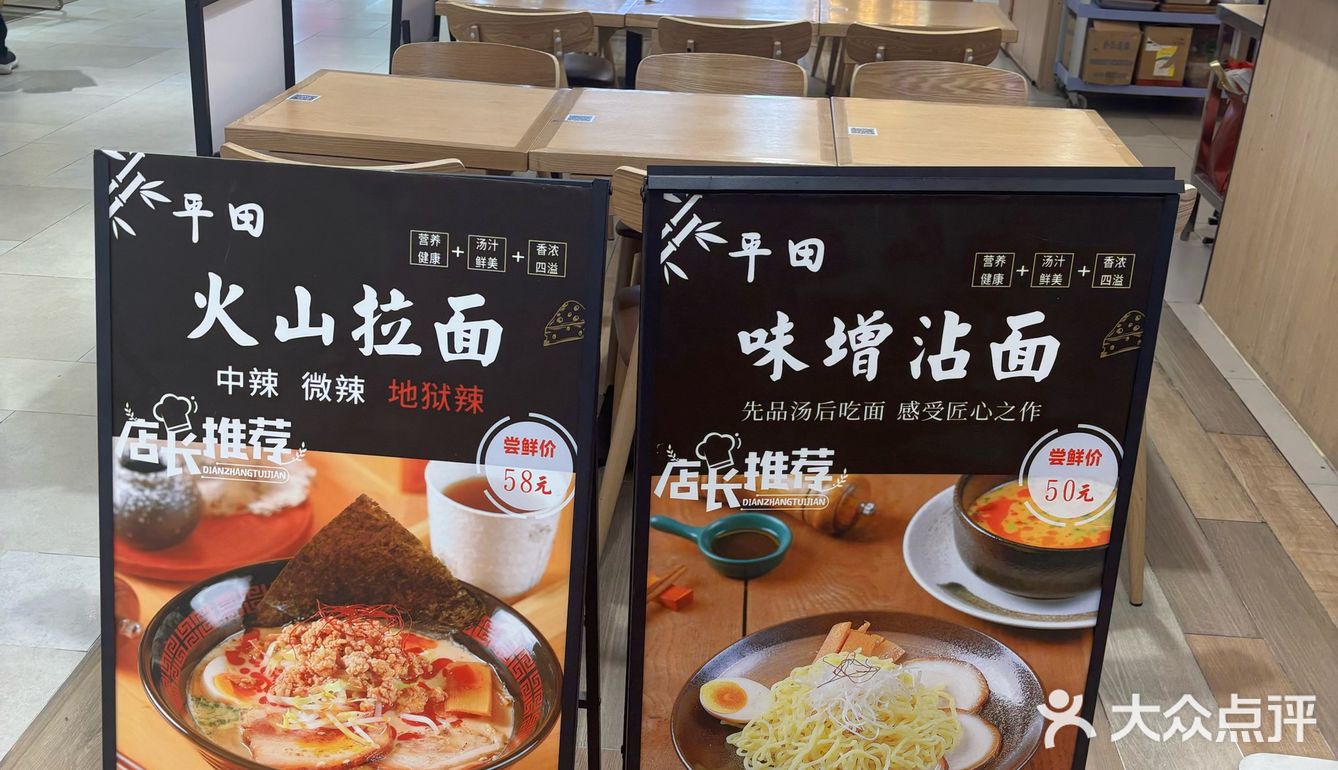 平田
营养
健康
+
汤汁
鲜美
+
香浓
四溢
火山拉面
中辣 微辣 地狱辣
店长推荐
DIANZHANGTUIJIAN
尝鲜价
58元
平田
营养
健康
+
汤汁
鲜美
+
香浓
四溢
味增沾面
先品汤后吃面 感受匠心之作
店长推荐
DIANZHANGTUIJIAN
尝鲜价
50元
大众点评